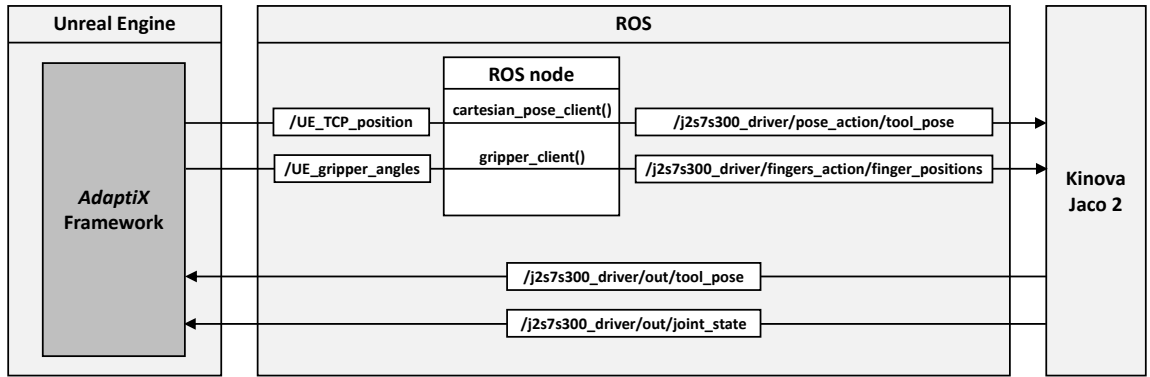 Unreal Engine
ROS
AdaptiX
Framework
ROS node
/UE_TCP_position
cartesian_pose_client()
/j2s7s300_driver/pose_action/tool_pose
/UE_gripper_angles
gripper_client()
/j2s7s300_driver/fingers_action/finger_positions
Kinova
Jaco 2
/j2s7s300_driver/out/tool_pose
/j2s7s300_driver/out/joint_state